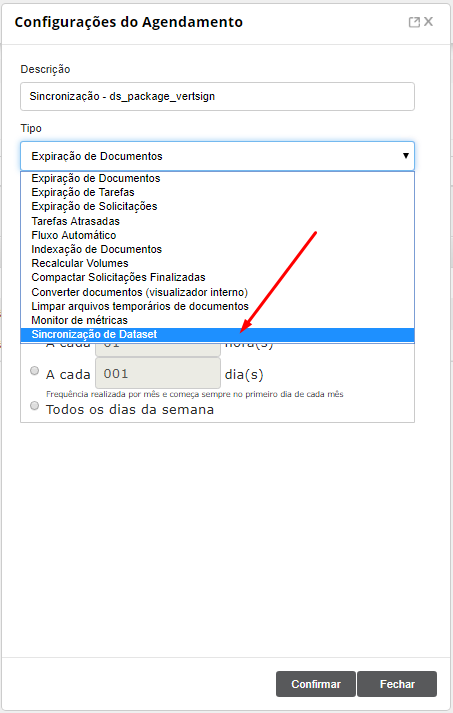 Configurações do Agendamento
Descrição
Sincronização - ds_package_vertsign
Tipo
Expiração de Documentos
Expiração de Documentos
Expiração de Tarefas
Expiração de Solicitações
Tarefas Atrasadas
Fluxo Automático
Indexação de Documentos
Recalcular Volumes
Compactar Solicitações Finalizadas
Converter documentos (visualizador interno)
Limpar arquivos temporários de documentos
Monitor de métricas
Sincronização de Dataset
A cada 01 hora(s)
A cada 001 dia(s)
Frequência realizada por mês e começa sempre no primeiro dia de cada mês
Todos os dias da semana
Confirmar Fechar